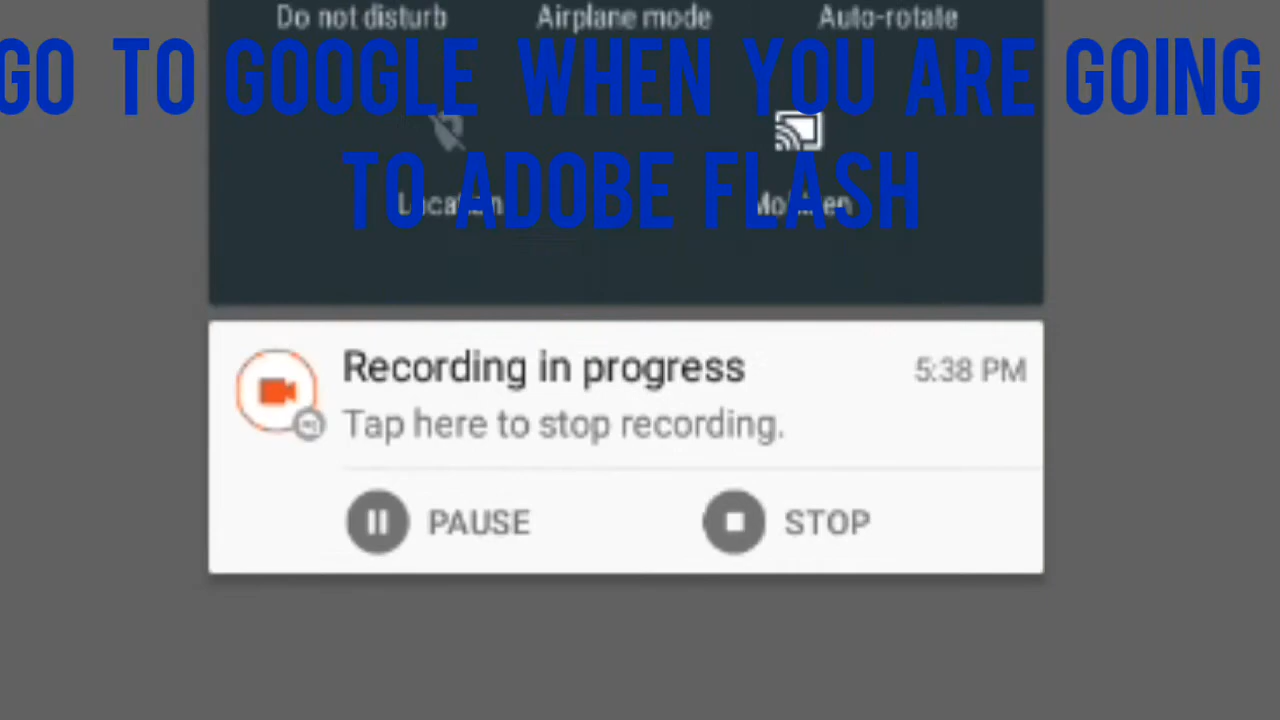 Do not disturb Airplane mode Auto-rotate
GO TO GOOGLE WHEN YOU ARE GOING
TO ADOBE FLASH
Location
Recording in progress 5:38 PM
Tap here to stop recording.
PAUSE STOP